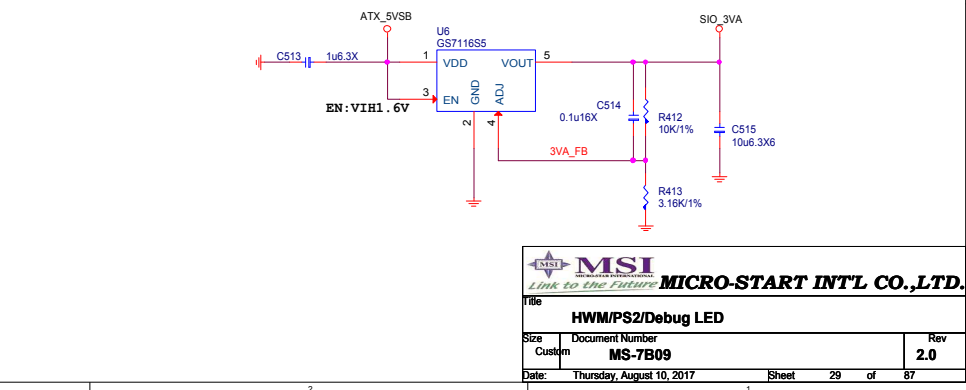 ATX_5VSB
SIO_3VA
U6
GS7116S5
C513
1u6.3X
1
VDD
VOUT
5
3
EN
GND
ADJ
EN:VIH1.6V
2
4
C514
0.1u16X
R412
10K/1%
C515
10u6.3X6
3VA_FB
R413
3.16K/1%
MSI
MSI
MICRO-STAR INTERNATIONAL
Link to the Future
MICRO-START INT'L CO.,LTD.
Title
HWM/PS2/Debug LED
Size
Document Number
Rev
Custom
MS-7B09
2.0
Date:
Thursday, August 10, 2017
Sheet
29
of
87
2
1